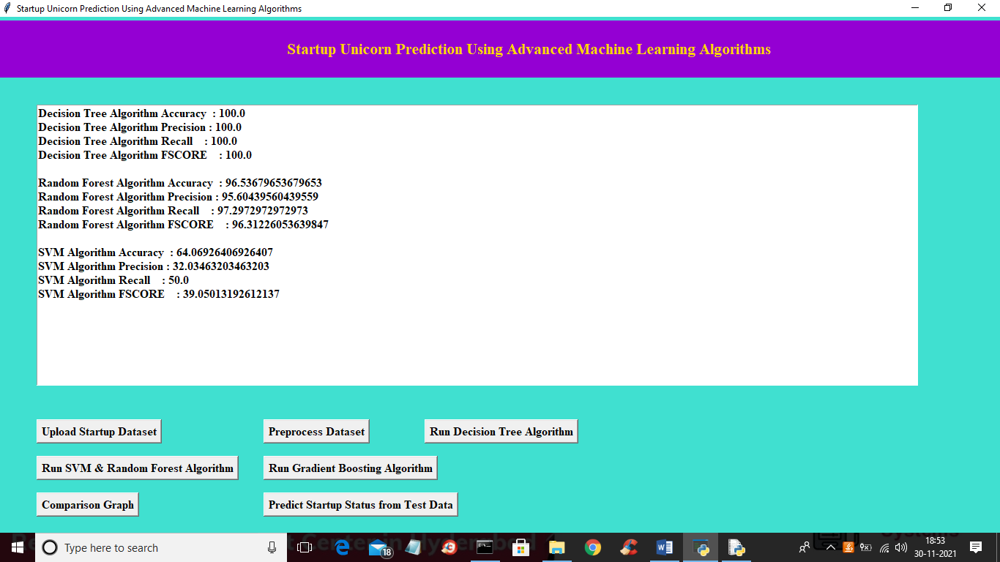 Startup Unicorn Prediction Using Advanced Machine Learning Algorithms
Startup Unicorn Prediction Using Advanced Machine Learning Algorithms
Decision Tree Algorithm Accuracy : 100.0
Decision Tree Algorithm Precision : 100.0
Decision Tree Algorithm Recall : 100.0
Decision Tree Algorithm FSCORE : 100.0
Random Forest Algorithm Accuracy : 96.53679653679653
Random Forest Algorithm Precision : 95.60439560439559
Random Forest Algorithm Recall : 97.2972972972973
Random Forest Algorithm FSCORE : 96.31226053639847
SVM Algorithm Accuracy : 64.06926406926407
SVM Algorithm Precision : 32.03463203463203
SVM Algorithm Recall : 50.0
SVM Algorithm FSCORE : 39.05013192612137
Upload Startup Dataset Preprocess Dataset Run Decision Tree Algorithm
Run SVM & Random Forest Algorithm Run Gradient Boosting Algorithm
Comparison Graph Predict Startup Status from Test Data
Type here to search
18
18:53
30-11-2021